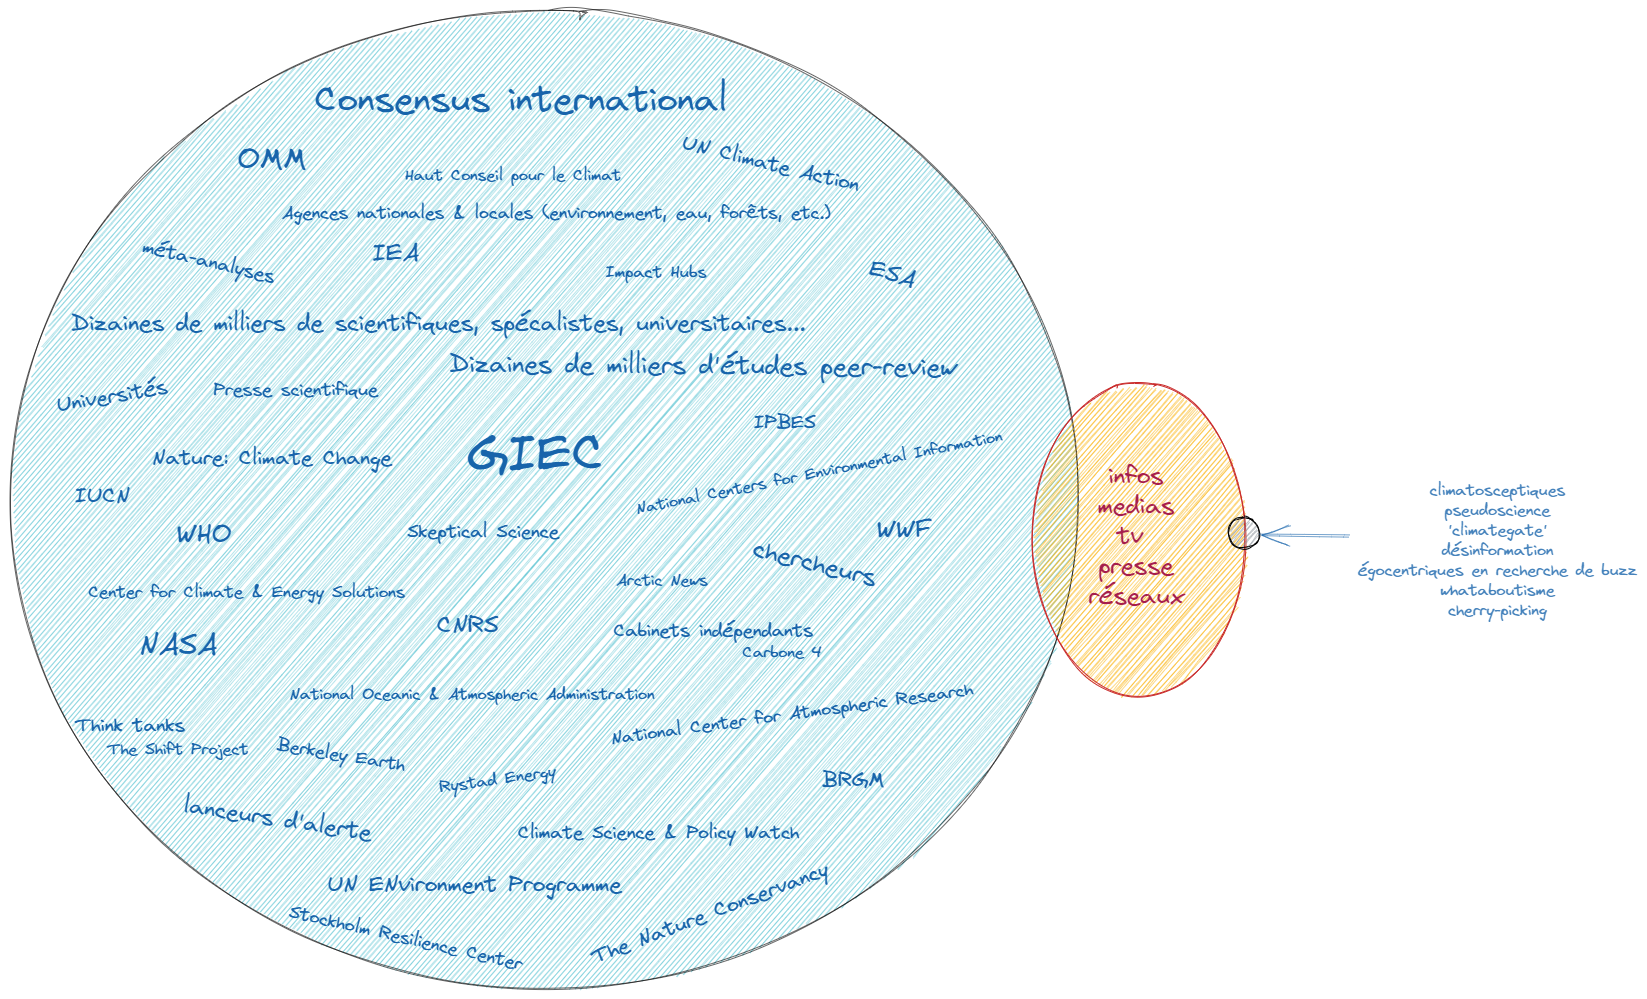 Consensus international
OMM
UN Climate Action
Haut Conseil pour le Climat
Agences nationales & locales (environnement, eau, forêts, etc.)
méta-analyses
IEA
Impact Hubs
ESA
Dizaines de milliers de scientifiques, spécalistes, universitaires...
Dizaines de milliers d'études peer-review
Universités
Presse scientifique
IPBES
Nature: Climate Change
GIEC
National Centers for Environmental Information
IUCN
WHO
Skeptical Science
WWF
chercheurs
Arctic News
Center for Climate & Energy Solutions
CNRS
Cabinets indépendants
Carbone 4
NASA
National Oceanic & Atmospheric Administration
National Center for Atmospheric Research
Think tanks
The Shift Project
Berkeley Earth
Rystad Energy
BRGM
lanceurs d'alerte
Climate Science & Policy Watch
UN ENvironment Programme
The Nature Conservancy
Stockholm Resilience Center
infos
medias
tv
presse
réseaux
climatosceptiques
pseudoscience
'climategate'
désinformation
égocentriques en recherche de buzz
whataboutisme
cherry-picking